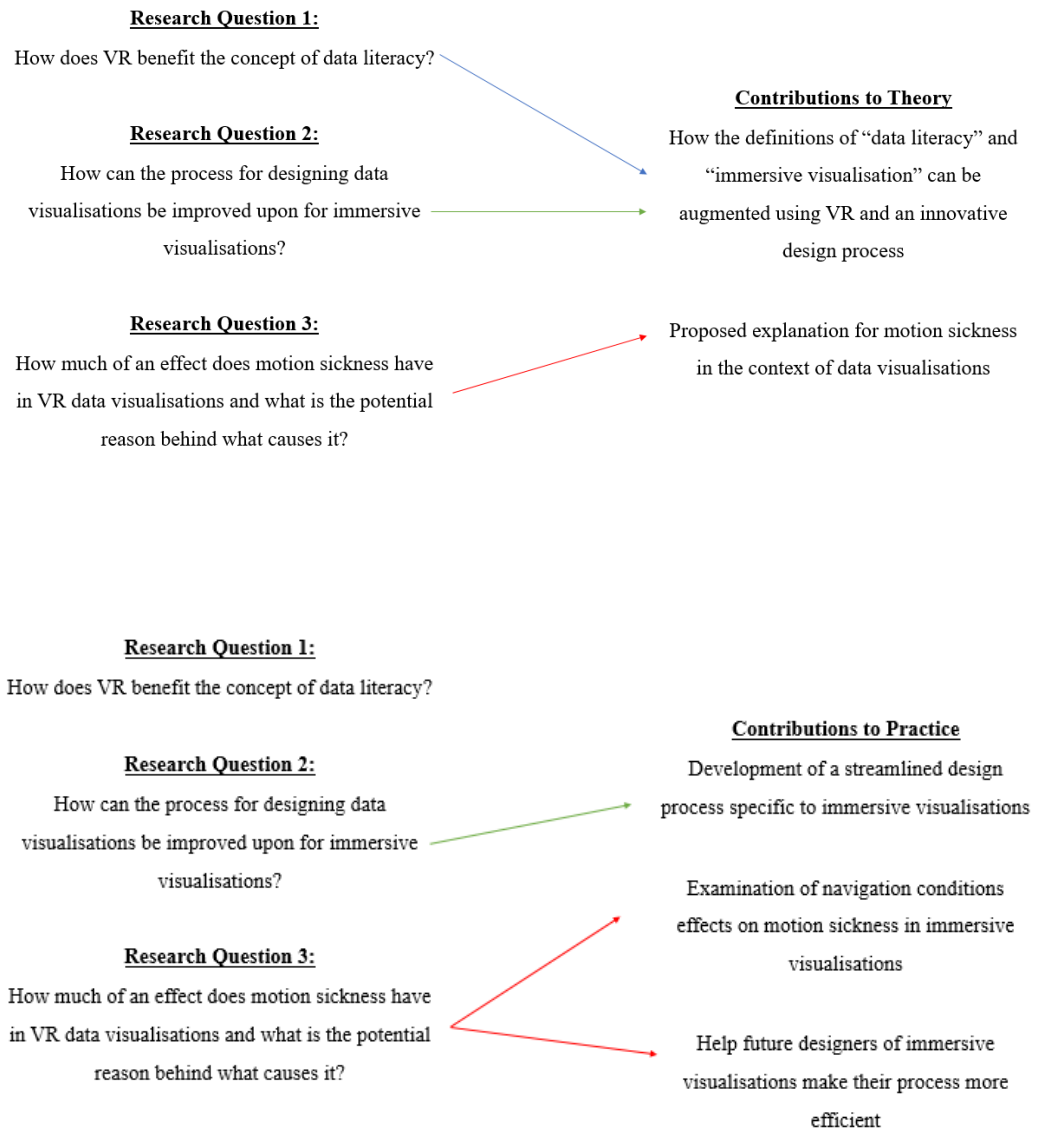 Research Question 1:
How does VR benefit the concept of data literacy?
Research Question 2:
How can the process for designing data
visualisations be improved upon for immersive
visualisations?
Research Question 3:
How much of an effect does motion sickness have
in VR data visualisations and what is the potential
reason behind what causes it?
Contributions to Theory
How the definitions of “data literacy” and
“immersive visualisation” can be
augmented using VR and an innovative
design process
Proposed explanation for motion sickness
in the context of data visualisations
Research Question 1:
How does VR benefit the concept of data literacy?
Research Question 2:
How can the process for designing data
visualisations be improved upon for immersive
visualisations?
Research Question 3:
How much of an effect does motion sickness have
in VR data visualisations and what is the potential
reason behind what causes it?
Contributions to Practice
Development of a streamlined design
process specific to immersive visualisations
Examination of navigation conditions
effects on motion sickness in immersive
visualisations
Help future designers of immersive
visualisations make their process more
efficient